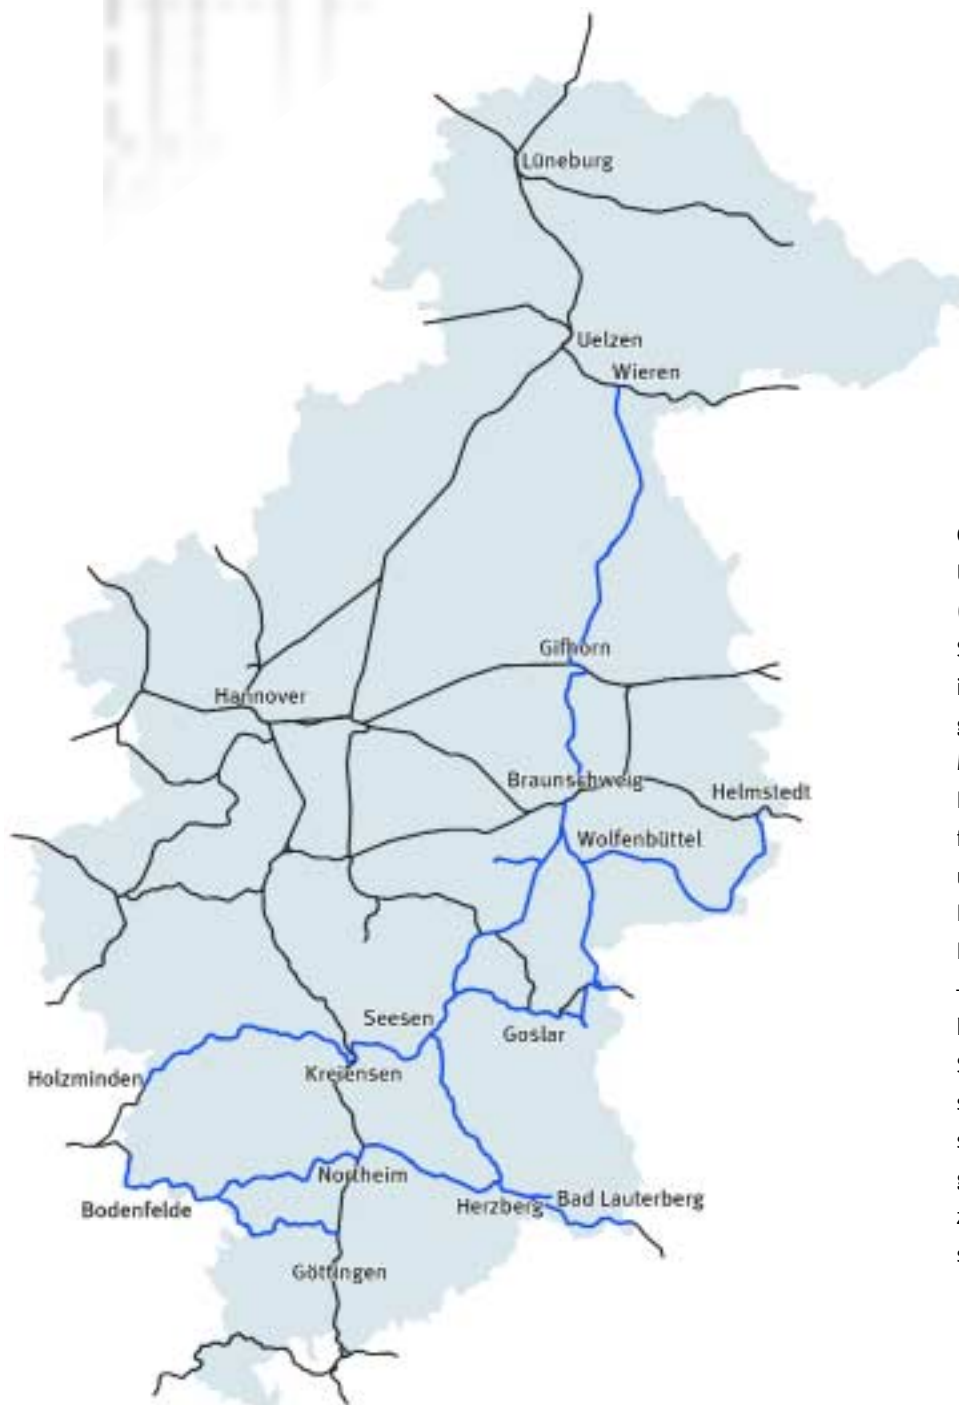 Lüneburg
Uelzen
Wieren
Gifhorn
Hannover
Braunschweig
Helmstedt
Wolfenbüttel
Seesen
Goslar
Kreiensen
Holzminden
Northeim
Bad Lauterberg
Herzberg
Bodenfelde
Göttingen